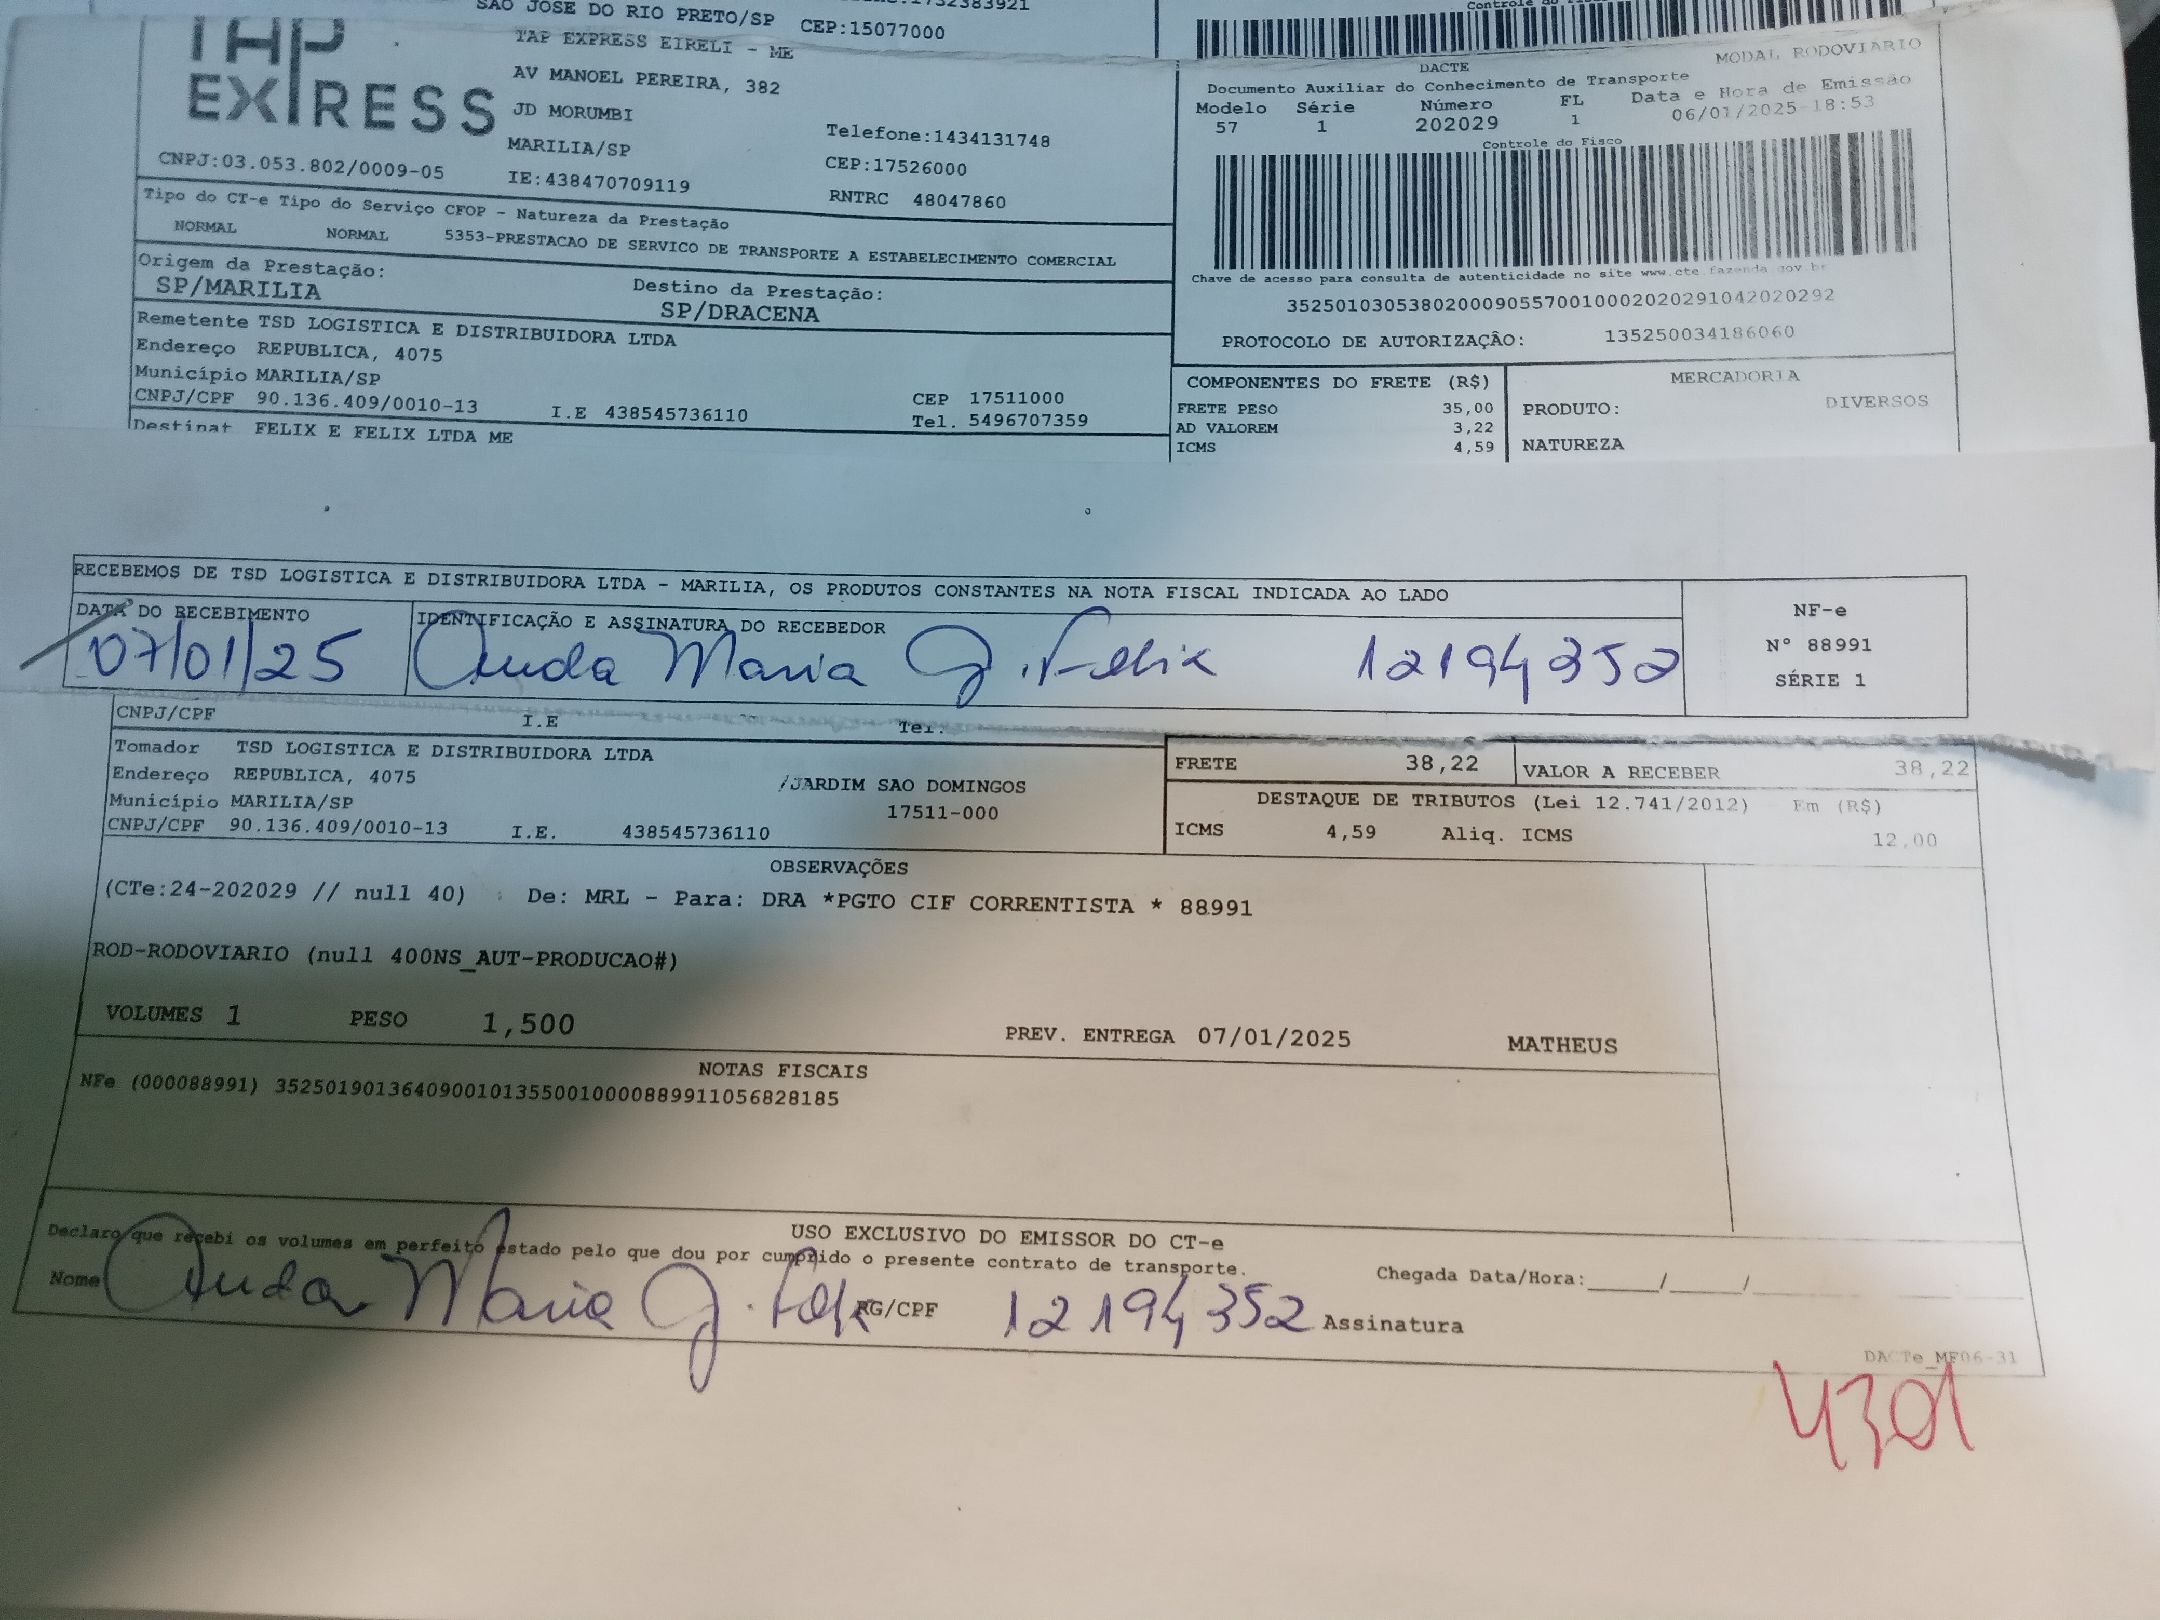 SAO JOSE DO RIO PRETO/SP CEP:15077000
TAP EXPRESS
TAP EXPRESS EIRELI - ME
AV MANOEL PEREIRA, 382
JD MORUMBI
MARILIA/SP
IE:438470709119
Telefone:1434131748
CEP:17526000
RNTRC 48047860
CNPJ:03.053.802/0009-05
Tipo do CT-e Tipo do Serviço CFOP - Natureza da Prestação
NORMAL NORMAL 5353-PRESTACAO DE SERVICO DE TRANSPORTE A ESTABELECIMENTO COMERCIAL
Origem da Prestação: Destino da Prestação:
SP/MARILIA SP/DRACENA
Remetente TSD LOGISTICA E DISTRIBUIDORA LTDA
Endereço REPUBLICA, 4075
Município MARILIA/SP CEP 17511000
CNPJ/CPF 90.136.409/0010-13 I.E 438545736110 Tel. 5496707359
Destinat FELIX E FELIX LTDA ME
DACTE MODAL RODOVIARIO
Documento Auxiliar do Conhecimento de Transporte
Modelo Série Número FL Data e Hora de Emissão
57 1 202029 1 06/01/2025-18:53
Controle do Fisco
Chave de acesso para consulta de autenticidade no site www.cte.fazenda.gov br
35250103053802000905570010002020291042020292
PROTOCOLO DE AUTORIZAÇÃO: 135250034186060
COMPONENTES DO FRETE (R$) MERCADORIA
FRETE PESO 35,00 PRODUTO: DIVERSOS
AD VALOREM 3,22
ICMS 4,59 NATUREZA
RECEBEMOS DE TSD LOGISTICA E DISTRIBUIDORA LTDA - MARILIA, OS PRODUTOS CONSTANTES NA NOTA FISCAL INDICADA AO LADO
DATA DO RECEBIMENTO IDENTIFICAÇÃO E ASSINATURA DO RECEBEDOR
07/01/25 Maria J. Felix 12194352
NF-e
N° 88991
SÉRIE 1
CNPJ/CPF I.E Tel.
Tomador TSD LOGISTICA E DISTRIBUIDORA LTDA
Endereço REPUBLICA, 4075 /JARDIM SAO DOMINGOS
Município MARILIA/SP 17511-000
CNPJ/CPF 90.136.409/0010-13 I.E. 438545736110
FRETE 38,22 VALOR A RECEBER 38,22
DESTAQUE DE TRIBUTOS (Lei 12.741/2012) Em (R$)
ICMS 4,59 Aliq. ICMS 12,00
OBSERVAÇÕES
(CTe:24-202029 // null 40) De: MRL - Para: DRA *PGTO CIF CORRENTISTA * 88991
ROD-RODOVIARIO (null 400NS_AUT-PRODUCAO#)
VOLUMES 1 PESO 1,500 PREV. ENTREGA 07/01/2025 MATHEUS
NOTAS FISCAIS
NFe (000088991) 35250190136409001013550010000889911056828185
USO EXCLUSIVO DO EMISSOR DO CT-e
Declaro que recebi os volumes em perfeito estado pelo que dou por cumprido o presente contrato de transporte.
Nome Maria J. Felix RG/CPF 12194352 Assinatura
Chegada Data/Hora:_____/_____/
DACTe_MF06-31
4301